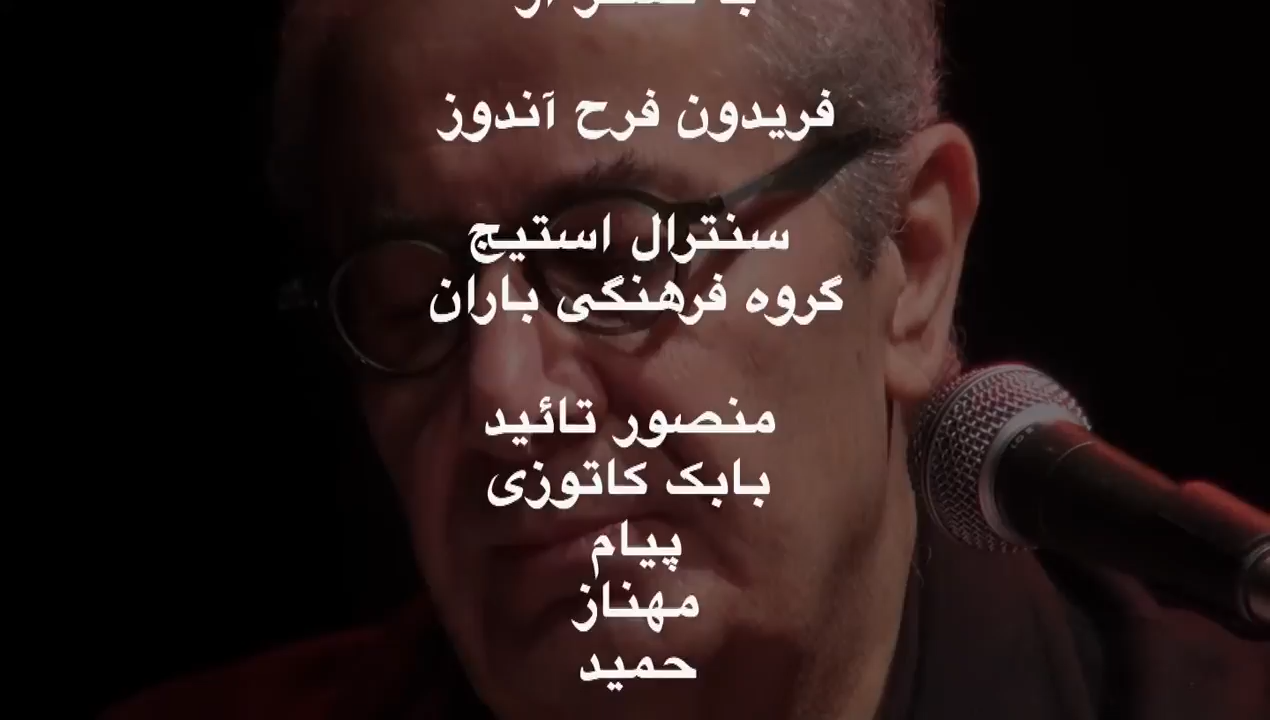 فریدون فرح آندوز
سنترال استیج
گروه فرهنگی باران
منصور تائید
بابک کاتوزی
پیام
مهناز
حمید